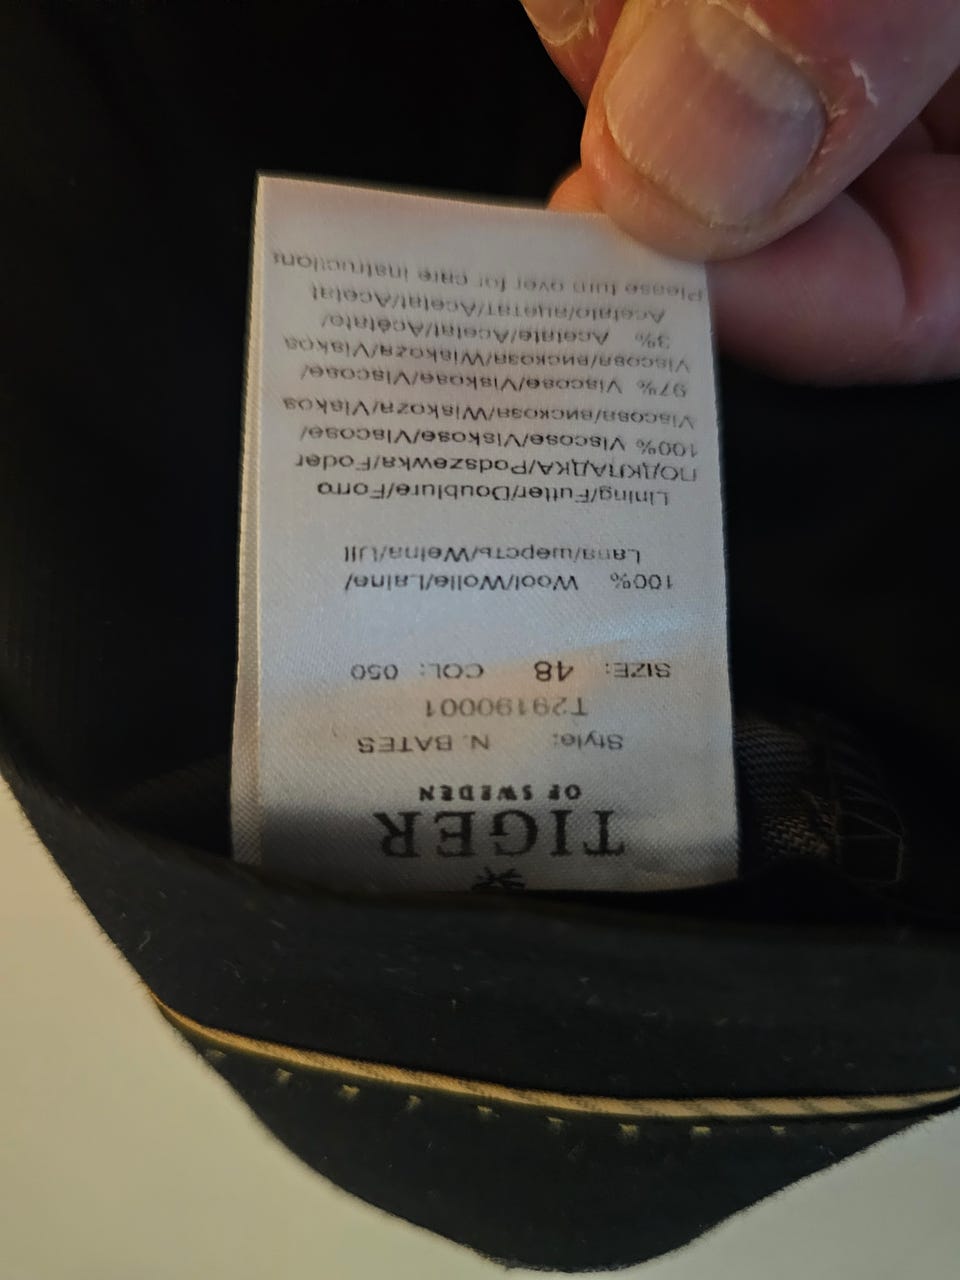 TIGER
OF SWEDEN
Style: N. BATES
T29190001
SIZE: 48 COL: 050
100% Wool/Wolle/Laine/
Lana/шерсть/Wełna/Ull
Lining/Futter/Doublure/Forro
ПОДКЛАДКА/Podszewka/Foder
100% Viscose/Viskose/Viscose/
Viscosa/вискоза/Wiskoza/Viskos
97% Viscose/Viskose/Viscose/
Viscosa/вискоза/Wiskoza/Viskos
3% Acetate/Acetat/Acétate/
Acetato/ацетат/Acetat/Acetat
Please turn over for care instructions